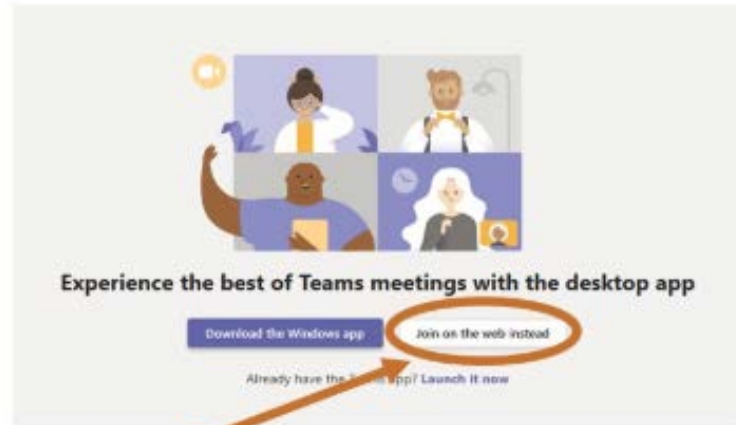 Experience the best of Teams meetings with the desktop app
Download the Windows app Join on the web instead
Already have the Teams app? Launch it now